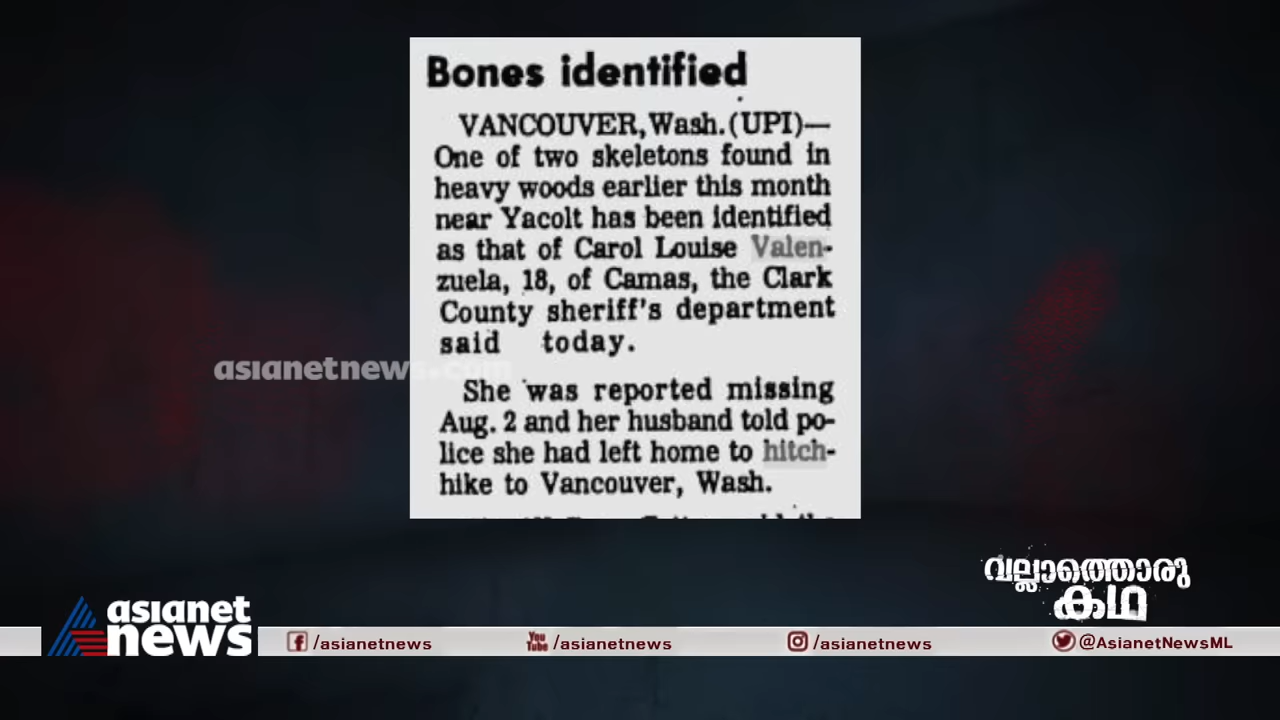 Bones identified
VANCOUVER, Wash. (UPI)—
One of two skeletons found in
heavy woods earlier this month
near Yacolt has been identified
as that of Carol Louise Valen-
zuela, 18, of Camas, the Clark
County sheriff's department
said today.
asianetnews.com
She was reported missing
Aug. 2 and her husband told po-
lice she had left home to hitch-
hike to Vancouver, Wash.
വല്ലാത്തൊരു
കഥ
asianet
news
/asianetnews
You
Tube
/asianetnews
/asianetnews
@AsianetNewsML